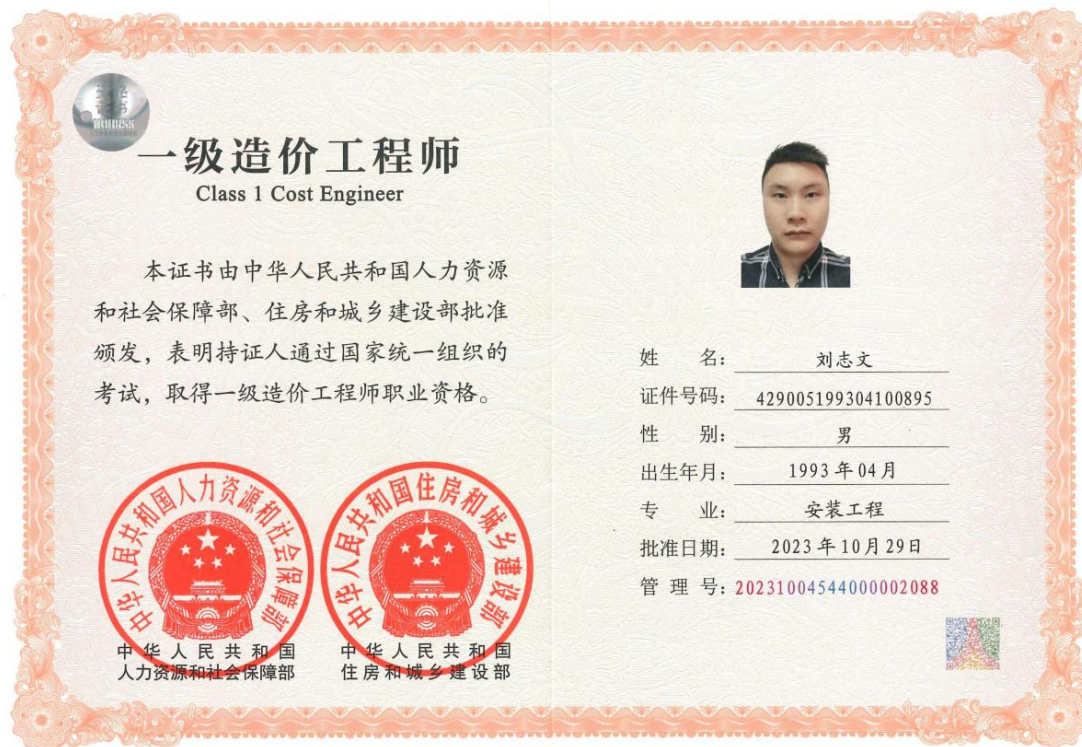 一级造价工程师
Class 1 Cost Engineer
本证书由中华人民共和国人力资源
和社会保障部、住房和城乡建设部批准
颁发，表明持证人通过国家统一组织的
考试，取得一级造价工程师职业资格。
中华人民共和国人力资源和社会保障部
中华人民共和国住房和城乡建设部
中华人民共和国
人力资源和社会保障部
中华人民共和国
住房和城乡建设部
姓 名：刘志文
证件号码：429005199304100895
性 别：男
出生年月：1993年04月
专 业：安装工程
批准日期：2023年10月29日
管 理 号：20231004544000002088